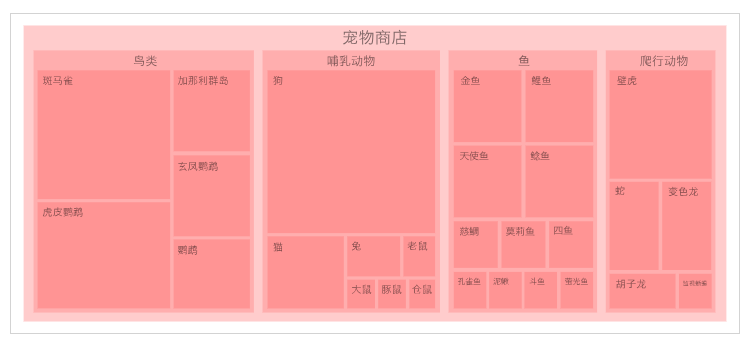 宠物商店
鸟类
斑马雀
加那利群岛
玄凤鹦鹉
虎皮鹦鹉
鹦鹉
哺乳动物
狗
猫
兔
老鼠
大鼠
豚鼠
仓鼠
鱼
金鱼
鲤鱼
天使鱼
鲶鱼
慈鲷
莫莉鱼
四鱼
孔雀鱼
泥鳅
斗鱼
萤光鱼
爬行动物
壁虎
蛇
变色龙
胡子龙